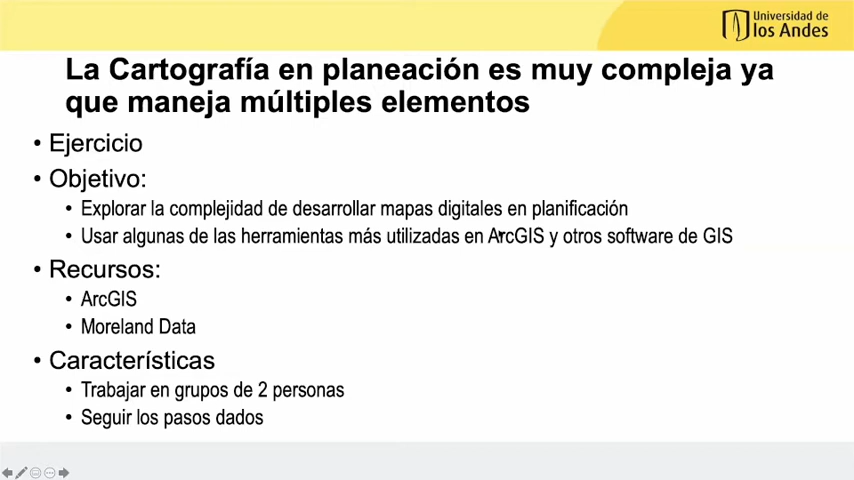 Universidad de
los Andes
La Cartografía en planeación es muy compleja ya
que maneja múltiples elementos
• Ejercicio
• Objetivo:
• Explorar la complejidad de desarrollar mapas digitales en planificación
• Usar algunas de las herramientas más utilizadas en ArcGIS y otros software de GIS
• Recursos:
• ArcGIS
• Moreland Data
• Características
• Trabajar en grupos de 2 personas
• Seguir los pasos dados